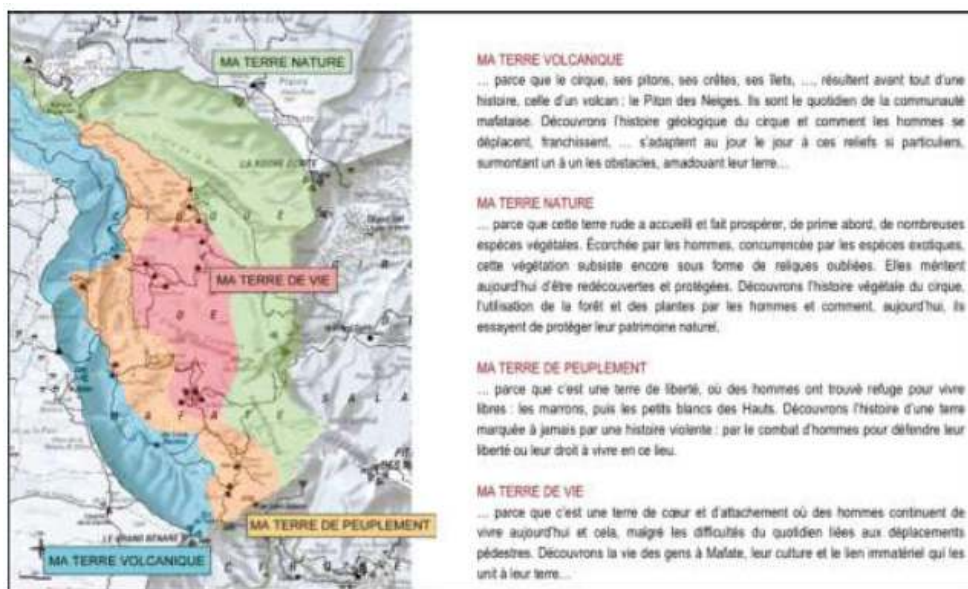 MA TERRE NATURE
MA TERRE DE VIE
MA TERRE DE PEUPLEMENT
LE GRAND BENARE
MA TERRE VOLCANIQUE
MA TERRE VOLCANIQUE
… parce que le cirque, ses pitons, ses crêtes, ses îlets, …, résultent avant tout d'une
histoire, celle d'un volcan : le Piton des Neiges. Ils sont le quotidien de la communauté
mafataise. Découvrons l'histoire géologique du cirque et comment les hommes se
déplacent, franchissent, … s'adaptent au jour le jour à ces reliefs si particuliers,
surmontant un à un les obstacles, amadouant leur terre…
MA TERRE NATURE
… parce que cette terre rude a accueilli et fait prospérer, de prime abord, de nombreuses
espèces végétales. Écorchée par les hommes, concurrencée par les espèces exotiques,
cette végétation subsiste encore sous forme de reliques oubliées. Elles méritent
aujourd'hui d'être redécouvertes et protégées. Découvrons l'histoire végétale du cirque,
l'utilisation de la forêt et des plantes par les hommes et comment, aujourd'hui, ils
essayent de protéger leur patrimoine naturel.
MA TERRE DE PEUPLEMENT
… parce que c'est une terre de liberté, où des hommes ont trouvé refuge pour vivre
libres : les marrons, puis les petits blancs des Hauts. Découvrons l'histoire d'une terre
marquée à jamais par une histoire violente : par le combat d'hommes pour défendre leur
liberté ou leur droit à vivre en ce lieu.
MA TERRE DE VIE
… parce que c'est une terre de cœur et d'attachement où des hommes continuent de
vivre aujourd'hui et cela, malgré les difficultés du quotidien liées aux déplacements
pédestres. Découvrons la vie des gens à Mafate, leur culture et le lien immatériel qui les
unit à leur terre…